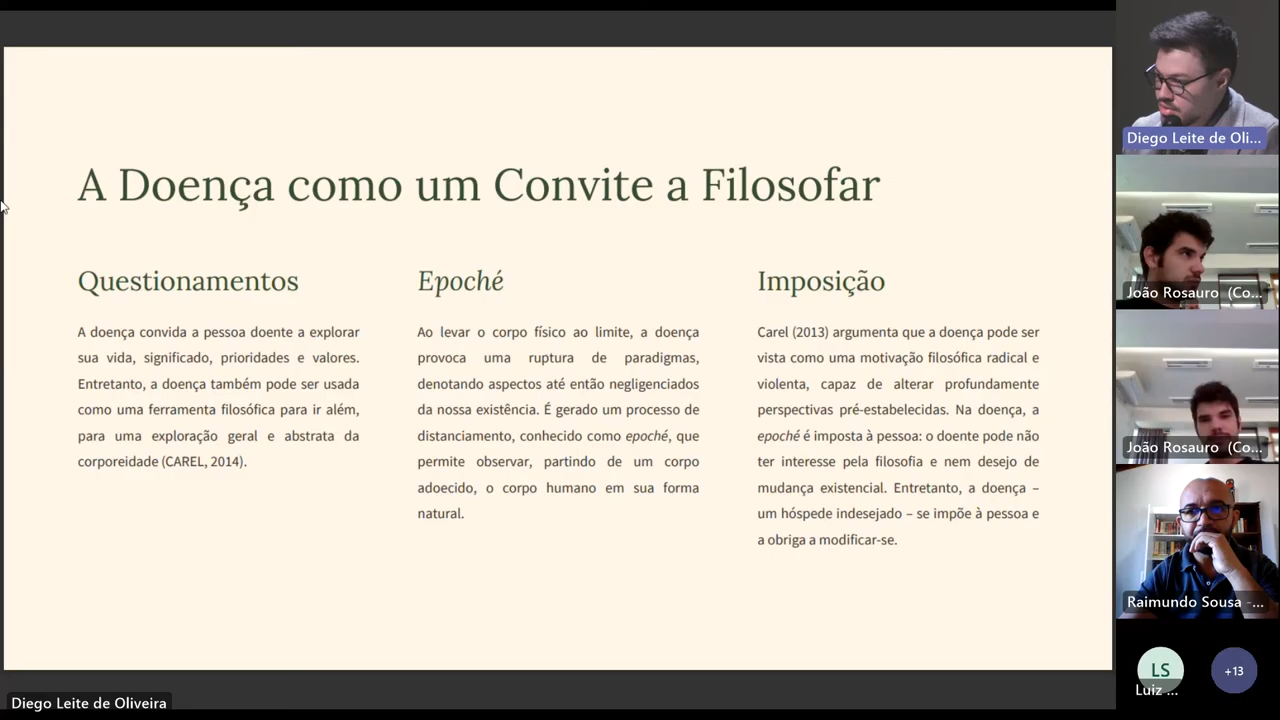 A Doença como um Convite a Filosofar
Questionamentos
A doença convida a pessoa doente a explorar
sua vida, significado, prioridades e valores.
Entretanto, a doença também pode ser usada
como uma ferramenta filosófica para ir além,
para uma exploração geral e abstrata da
corporeidade (CAREL, 2014).
Epoché
Ao levar o corpo físico ao limite, a doença
provoca uma ruptura de paradigmas,
denotando aspectos até então negligenciados
da nossa existência. É gerado um processo de
distanciamento, conhecido como epoché, que
permite observar, partindo de um corpo
adoecido, o corpo humano em sua forma
natural.
Imposição
Carel (2013) argumenta que a doença pode ser
vista como uma motivação filosófica radical e
violenta, capaz de alterar profundamente
perspectivas pré-estabelecidas. Na doença, a
epoché é imposta à pessoa: o doente pode não
ter interesse pela filosofia e nem desejo de
mudança existencial. Entretanto, a doença –
um hóspede indesejado – se impõe à pessoa e
a obriga a modificar-se.
Diego Leite de Oli...
João Rosauro (Co...
João Rosauro (Co...
Raimundo Sousa -...
LS
Luiz ...
+13
Diego Leite de Oliveira